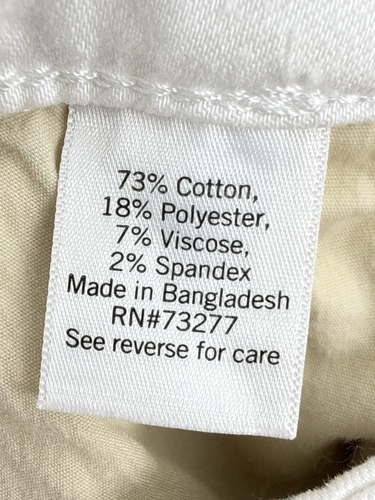 73% Cotton,
18% Polyester,
7% Viscose,
2% Spandex
Made in Bangladesh
RN#73277
See reverse for care